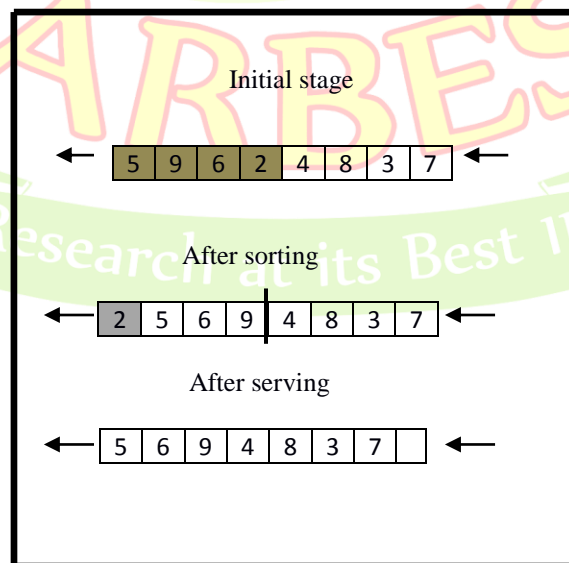 ARBES
Initial stage
5 9 6 2 4 8 3 7
Research at its Best
After sorting
2 5 6 9 4 8 3 7
After serving
5 6 9 4 8 3 7